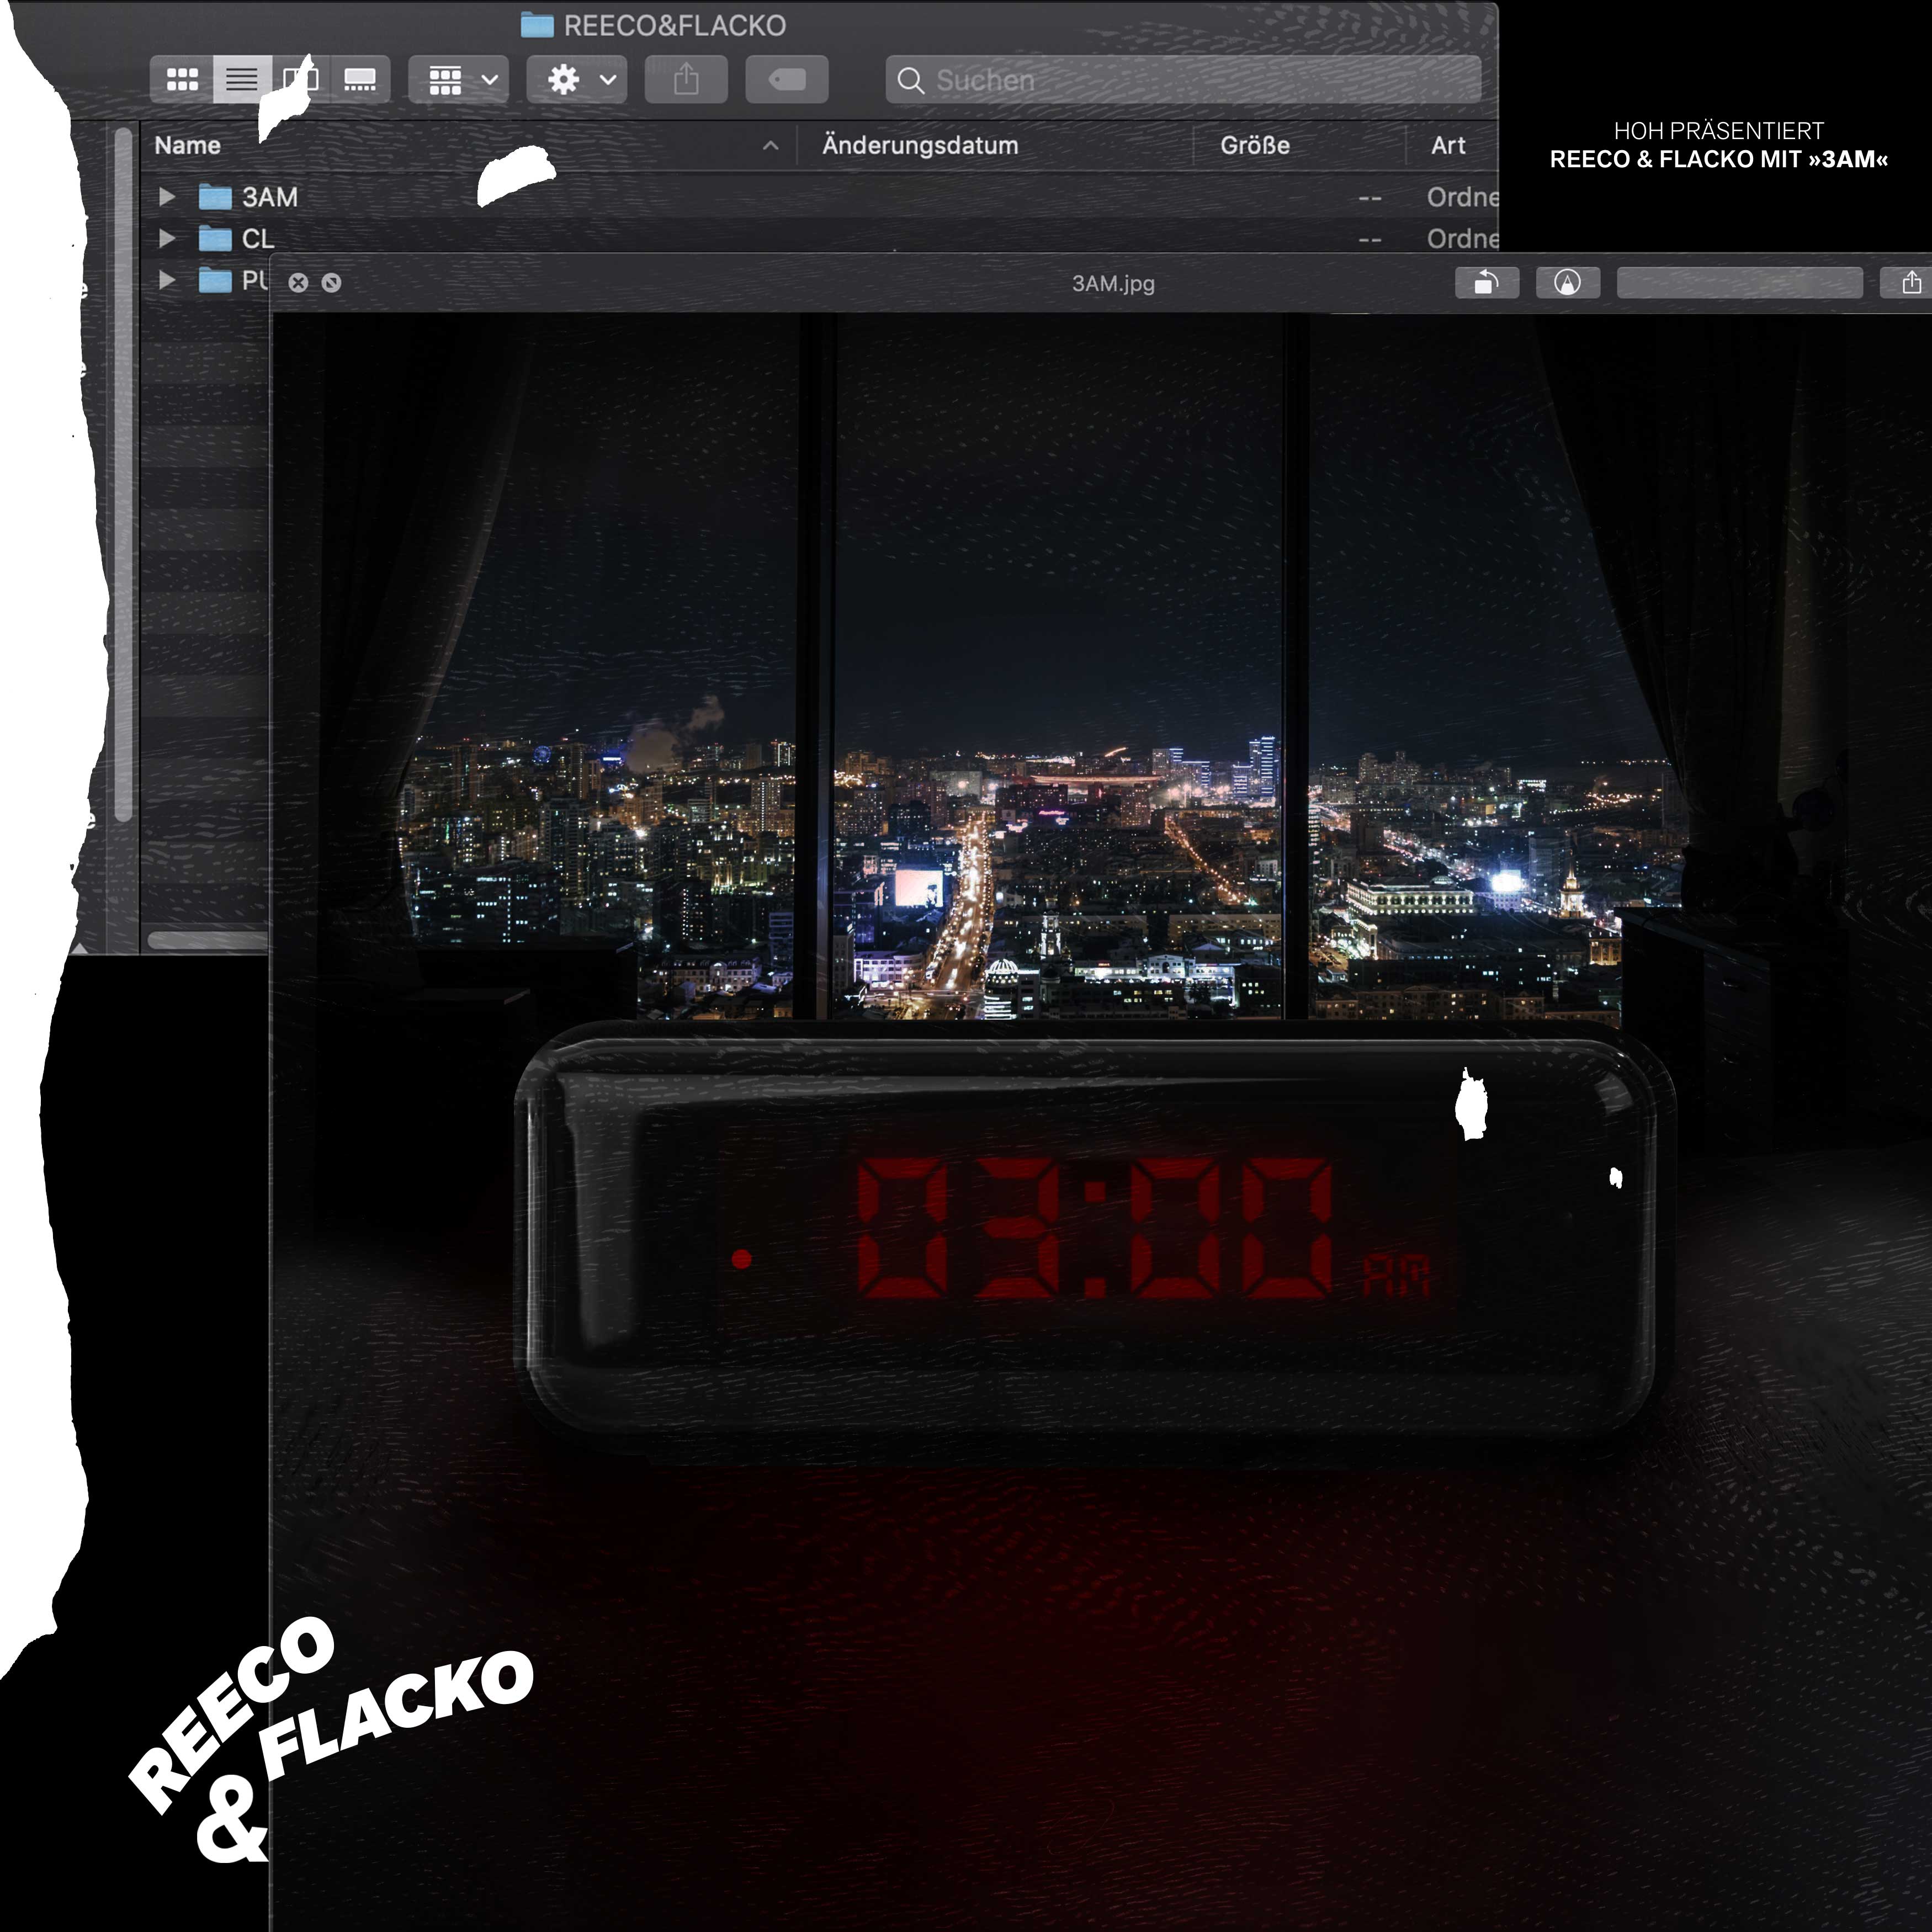 REECO&FLACKO
Suchen
Name Änderungsdatum Größe Art
3AM -- Ordne
CL -- Ordne
PU
HOH PRÄSENTIERT
REECO & FLACKO MIT »3AM«
3AM.jpg
03:00 AM
REECO
& FLACKO